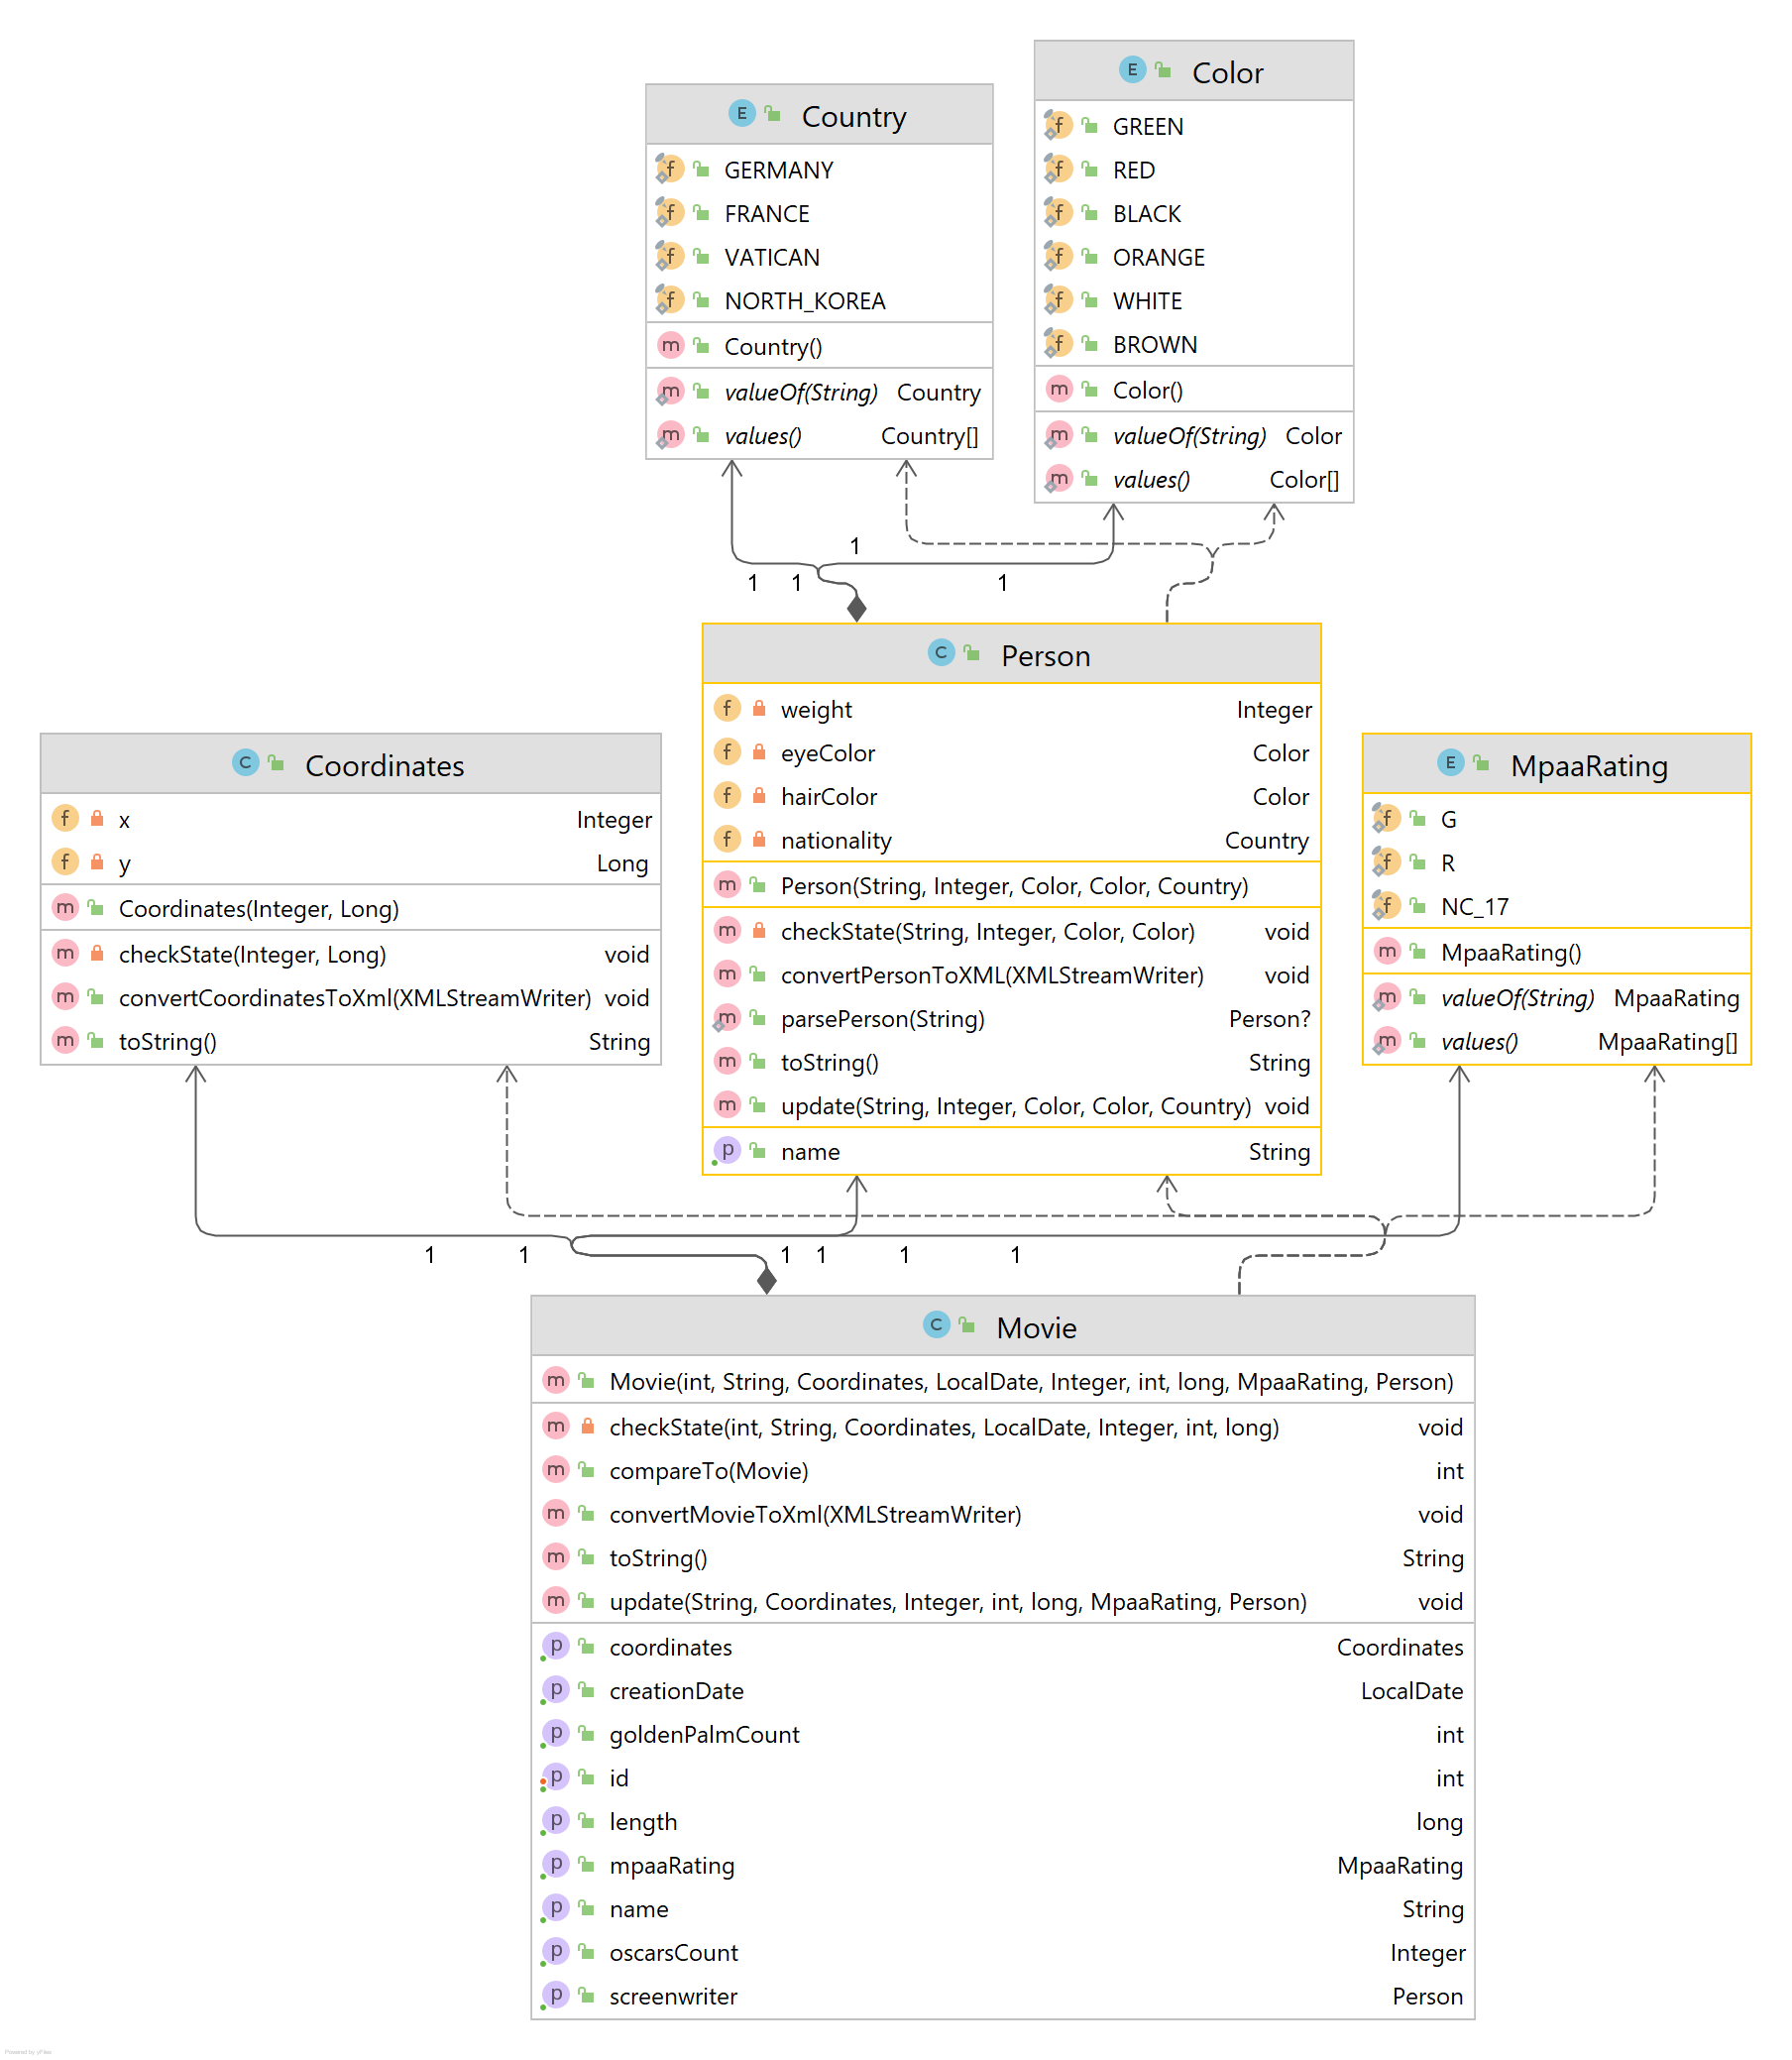 Color
GREEN
RED
BLACK
ORANGE
WHITE
BROWN
Color()
valueOf(String) Color
values() Color[]
Country
GERMANY
FRANCE
VATICAN
NORTH_KOREA
Country()
valueOf(String) Country
values() Country[]
1
1 1 1
Person
weight Integer
eyeColor Color
hairColor Color
nationality Country
Person(String, Integer, Color, Color, Country)
checkState(String, Integer, Color, Color) void
convertPersonToXML(XMLStreamWriter) void
parsePerson(String) Person?
toString() String
update(String, Integer, Color, Color, Country) void
name String
Coordinates
x Integer
y Long
Coordinates(Integer, Long)
checkState(Integer, Long) void
convertCoordinatesToXml(XMLStreamWriter) void
toString() String
MpaaRating
G
R
NC_17
MpaaRating()
valueOf(String) MpaaRating
values() MpaaRating[]
1 1 1 1 1 1
Movie
Movie(int, String, Coordinates, LocalDate, Integer, int, long, MpaaRating, Person)
checkState(int, String, Coordinates, LocalDate, Integer, int, long) void
compareTo(Movie) int
convertMovieToXml(XMLStreamWriter) void
toString() String
update(String, Coordinates, Integer, int, long, MpaaRating, Person) void
coordinates Coordinates
creationDate LocalDate
goldenPalmCount int
id int
length long
mpaaRating MpaaRating
name String
oscarsCount Integer
screenwriter Person
Powered by yFiles